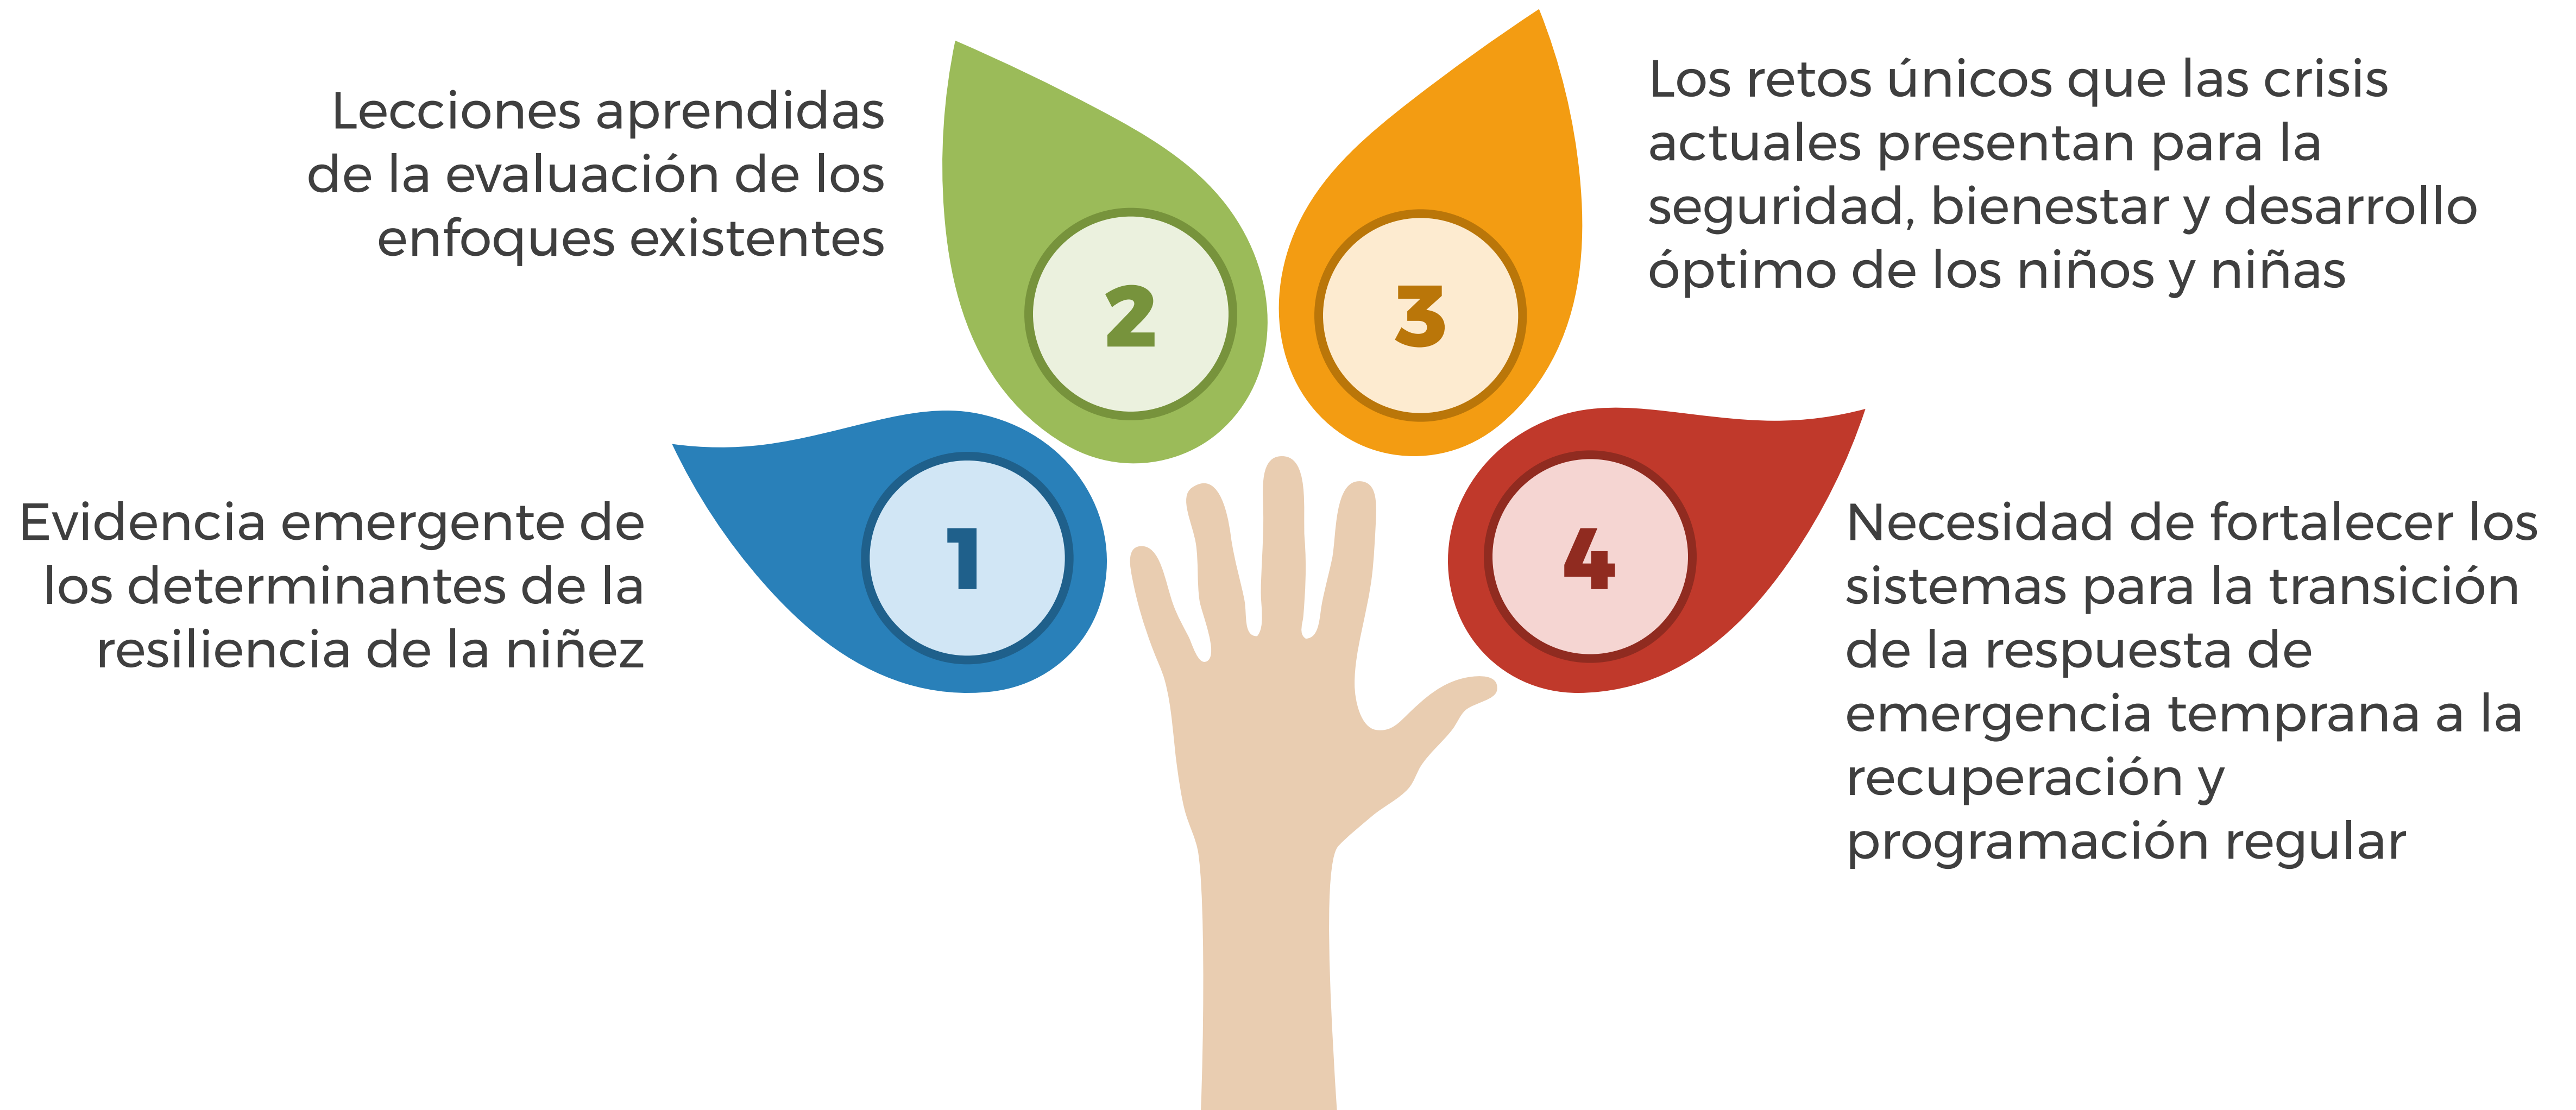 1
Evidencia emergente de
los determinantes de la
resiliencia de la niñez
2
Lecciones aprendidas
de la evaluación de los
enfoques existentes
3
Los retos únicos que las crisis
actuales presentan para la
seguridad, bienestar y desarrollo
óptimo de los niños y niñas
4
Necesidad de fortalecer los
sistemas para la transición
de la respuesta de
emergencia temprana a la
recuperación y
programación regular